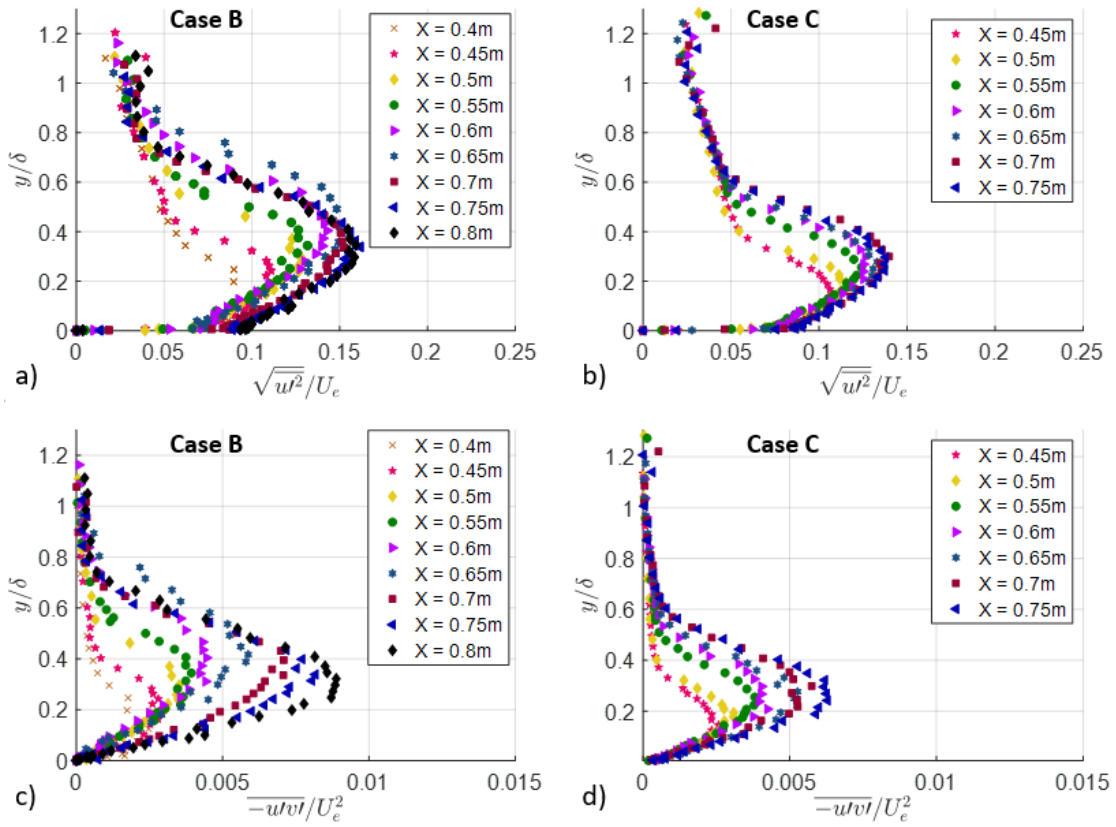 Case B
1.2
1
0.8
0.6
0.4
0.2
0
y/δ
X = 0.4m
X = 0.45m
X = 0.5m
X = 0.55m
X = 0.6m
X = 0.65m
X = 0.7m
X = 0.75m
X = 0.8m
0 0.05 0.1 0.15 0.2 0.25
a) √u′²/Uₑ
Case C
1.2
1
0.8
0.6
0.4
0.2
0
y/δ
X = 0.45m
X = 0.5m
X = 0.55m
X = 0.6m
X = 0.65m
X = 0.7m
X = 0.75m
0 0.05 0.1 0.15 0.2 0.25
b) √u′²/Uₑ
Case B
1.2
1
0.8
0.6
0.4
0.2
0
y/δ
X = 0.4m
X = 0.45m
X = 0.5m
X = 0.55m
X = 0.6m
X = 0.65m
X = 0.7m
X = 0.75m
X = 0.8m
0 0.005 0.01 0.015
c) −u′v′/Uₑ²
Case C
1.2
1
0.8
0.6
0.4
0.2
y/δ
X = 0.45m
X = 0.5m
X = 0.55m
X = 0.6m
X = 0.65m
X = 0.7m
X = 0.75m
0 0.005 0.01 0.015
d) −u′v′/Uₑ²